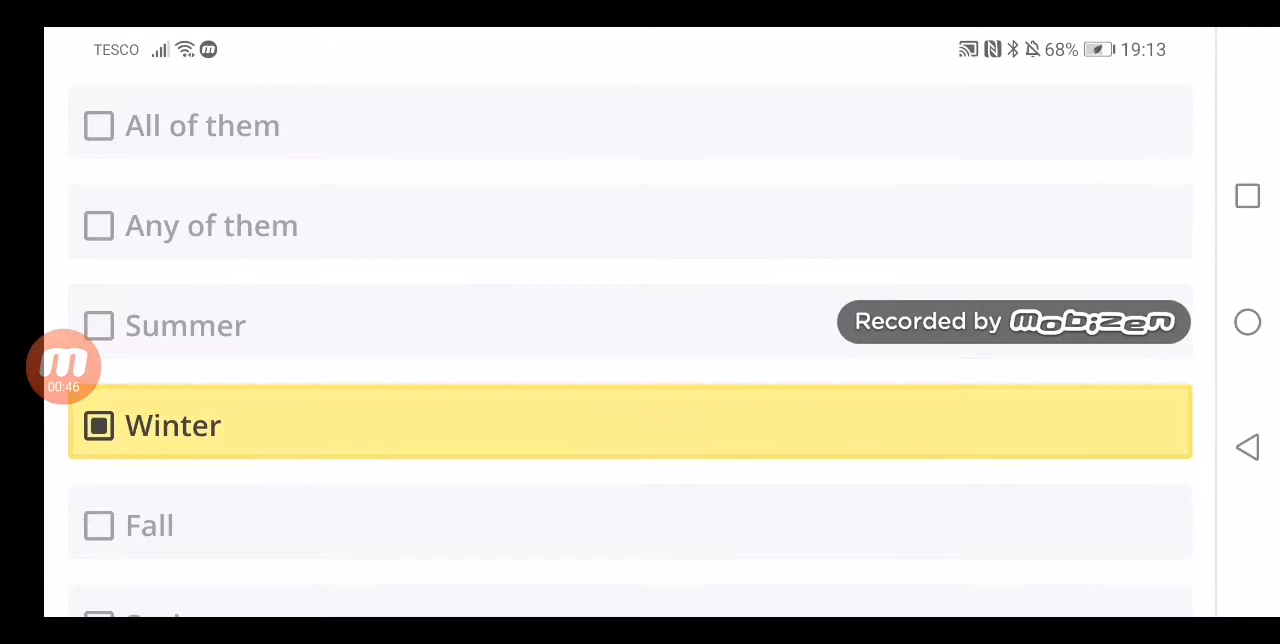 TESCO
68% 19:13
All of them
Any of them
Summer
Recorded by mobizen
00:46
Winter
Fall